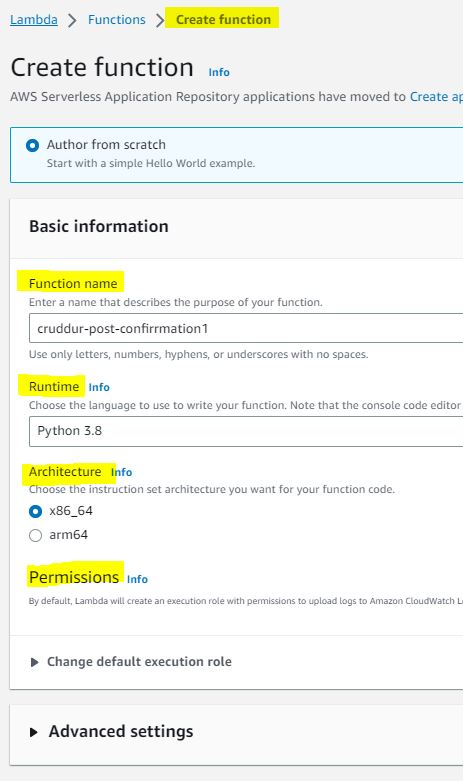 Lambda > Functions > Create function
Create function Info
AWS Serverless Application Repository applications have moved to Create ap
Author from scratch
Start with a simple Hello World example.
Basic information
Function name
Enter a name that describes the purpose of your function.
cruddur-post-confirrmation1
Use only letters, numbers, hyphens, or underscores with no spaces.
Runtime Info
Choose the language to use to write your function. Note that the console code editor
Python 3.8
Architecture Info
Choose the instruction set architecture you want for your function code.
x86_64
arm64
Permissions Info
By default, Lambda will create an execution role with permissions to upload logs to Amazon CloudWatch L
Change default execution role
Advanced settings